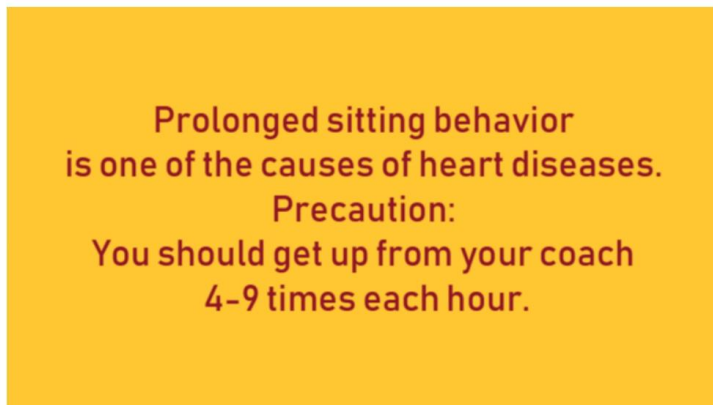 Prolonged sitting behavior
is one of the causes of heart diseases.
Precaution:
You should get up from your coach
4-9 times each hour.